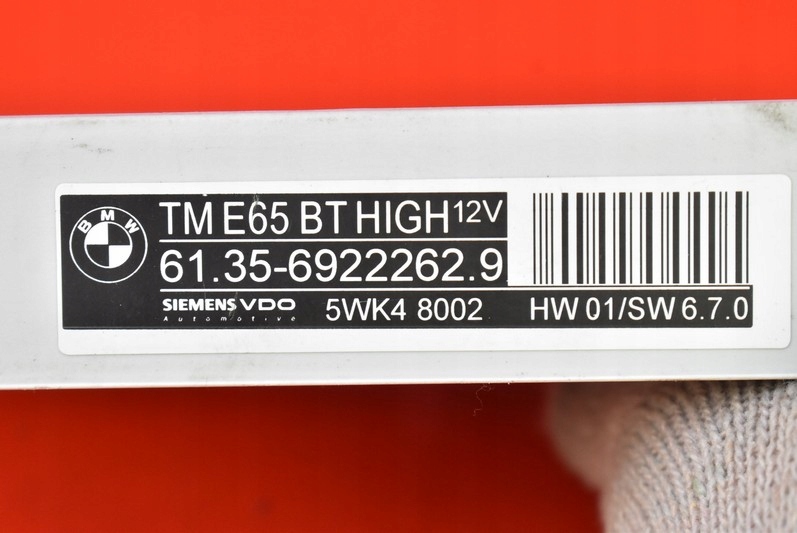 BMW
TM E65 BT HIGH 12V
61.35-6922262.9
SIEMENS VDO
Automotive
5WK4 8002
HW 01/SW 6.7.0